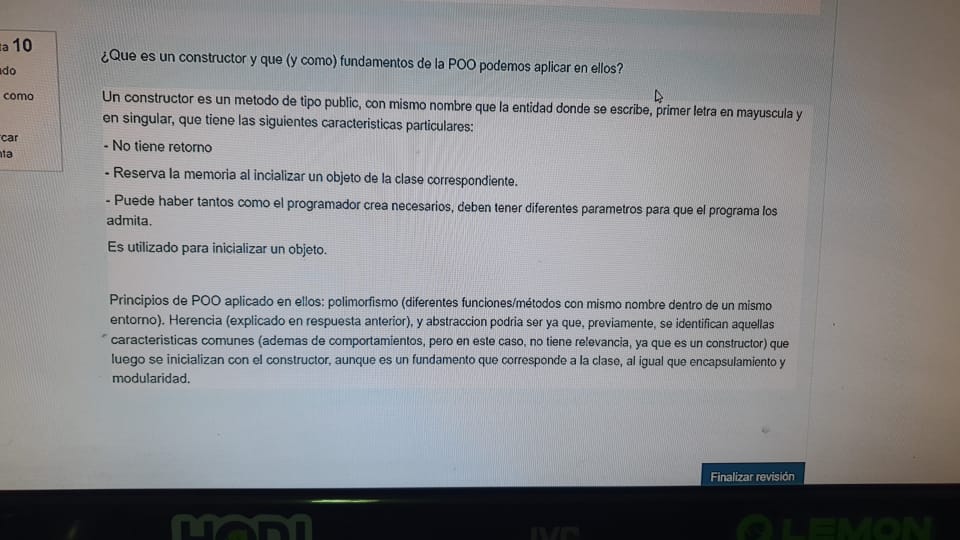 10
como
¿Que es un constructor y que (y como) fundamentos de la POO podemos aplicar en ellos?
Un constructor es un metodo de tipo public, con mismo nombre que la entidad donde se escribe, primer letra en mayuscula y
en singular, que tiene las siguientes caracteristicas particulares:
- No tiene retorno
- Reserva la memoria al incializar un objeto de la clase correspondiente.
- Puede haber tantos como el programador crea necesarios, deben tener diferentes parametros para que el programa los
admita.
Es utilizado para inicializar un objeto.
Principios de POO aplicado en ellos: polimorfismo (diferentes funciones/métodos con mismo nombre dentro de un mismo
entorno). Herencia (explicado en respuesta anterior), y abstraccion podria ser ya que, previamente, se identifican aquellas
caracteristicas comunes (ademas de comportamientos, pero en este caso, no tiene relevancia, ya que es un constructor) que
luego se inicializan con el constructor, aunque es un fundamento que corresponde a la clase, al igual que encapsulamiento y
modularidad.
Finalizar revisión
LEMON